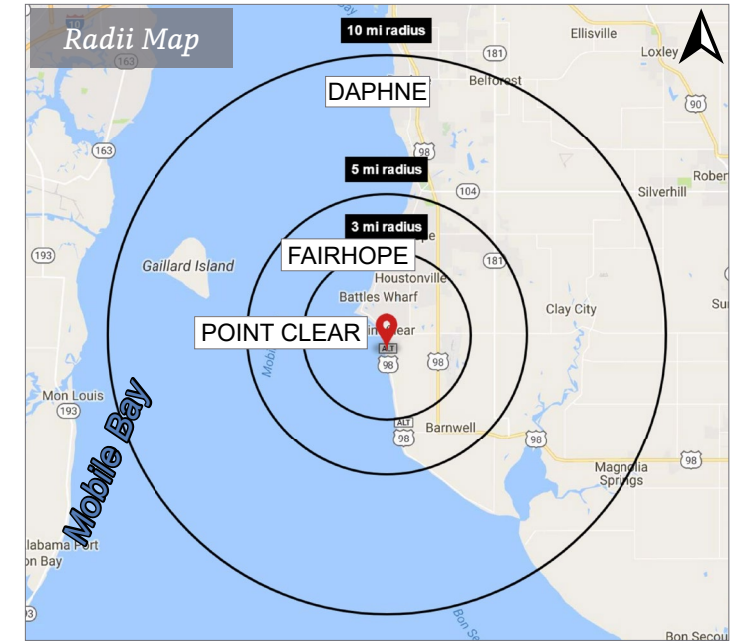 Radii Map
10
163
10 mi radius
Ellisville
Loxley
181
Belforest
DAPHNE
90
163
98
5 mi radius
104
Silverhill
3 mi radius
193
Gaillard Island
FAIRHOPE
181
Houstonville
Battles Wharf
Clay City
POINT CLEAR
ALT
98
98
Mon Louis
193
Mobile Bay
ALT
98
Barnwell
98
98
Magnolia
Springs